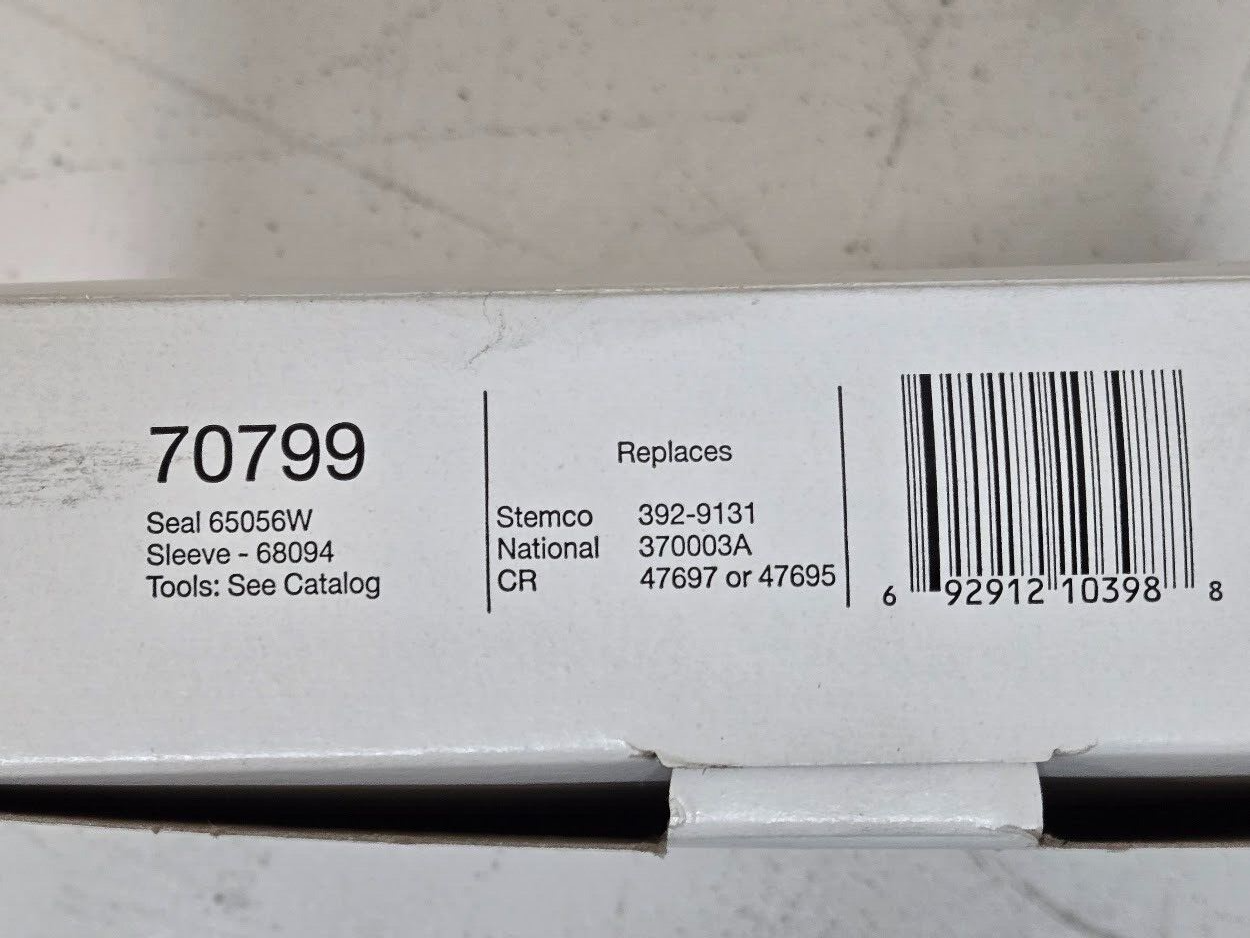 70799
Seal 65056W
Sleeve - 68094
Tools: See Catalog
Replaces
Stemco 392-9131
National 370003A
CR 47697 or 47695
6 92912 10398 8